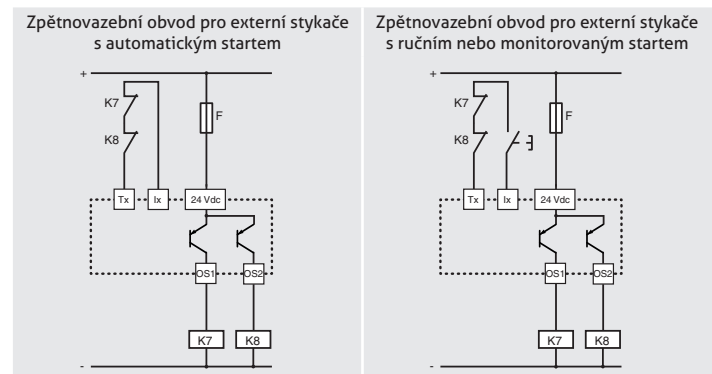 Zpětnovazební obvod pro externí stykače
s automatickým startem
+
K7
F
K8
Tx
Ix
24 Vdc
OS1
OS2
K7
K8
-
Zpětnovazební obvod pro externí stykače
s ručním nebo monitorovaným startem
+
K7
F
K8
Tx
Ix
24 Vdc
OS1
OS2
K7
K8
-